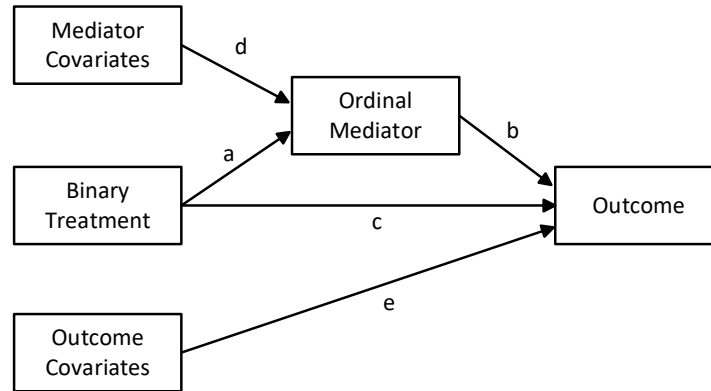 Mediator
Covariates
d
Ordinal
Mediator
b
a
Binary
Treatment
c
Outcome
e
Outcome
Covariates